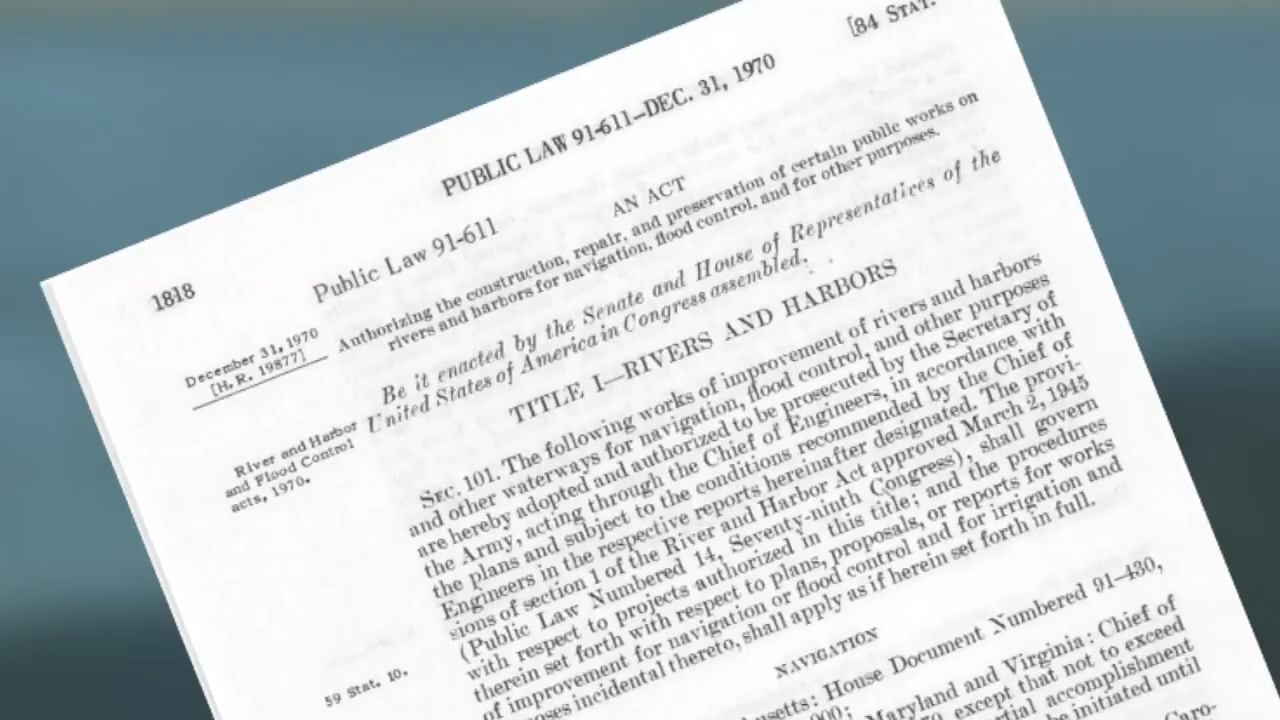 [84 STAT.
PUBLIC LAW 91-611-DEC. 31, 1970
1818
Public Law 91-611
AN ACT
December 31, 1970
[H. R. 19877]
Authorizing the construction, repair, and preservation of certain public works on
rivers and harbors for navigation, flood control, and for other purposes.
Be it enacted by the Senate and House of Representatives of the
United States of America in Congress assembled.
River and Harbor
and Flood Control
acts, 1970.
TITLE I—RIVERS AND HARBORS
SEC. 101. The following works of improvement of rivers and harbors
and other waterways for navigation, flood control, and other purposes
are hereby adopted and authorized to be prosecuted by the Secretary of
the Army, acting through the Chief of Engineers, in accordance with
the plans and subject to the conditions recommended by the Chief of
Engineers in the respective reports hereinafter designated. The provi-
sions of section 1 of the River and Harbor Act approved March 2, 1945
(Public Law Numbered 14, Seventy-ninth Congress), shall govern
with respect to projects authorized in this title; and the procedures
therein set forth with respect to plans, proposals, or reports for works
of improvement for navigation or flood control and for irrigation and
poses incidental thereto, shall apply as if herein set forth in full.
59 Stat. 10.
NAVIGATION
usetts: House Document Numbered 91-430,
000;
Maryland and Virginia: Chief of
70, except that not to exceed
rtial accomplishment
be initiated until
Caro-